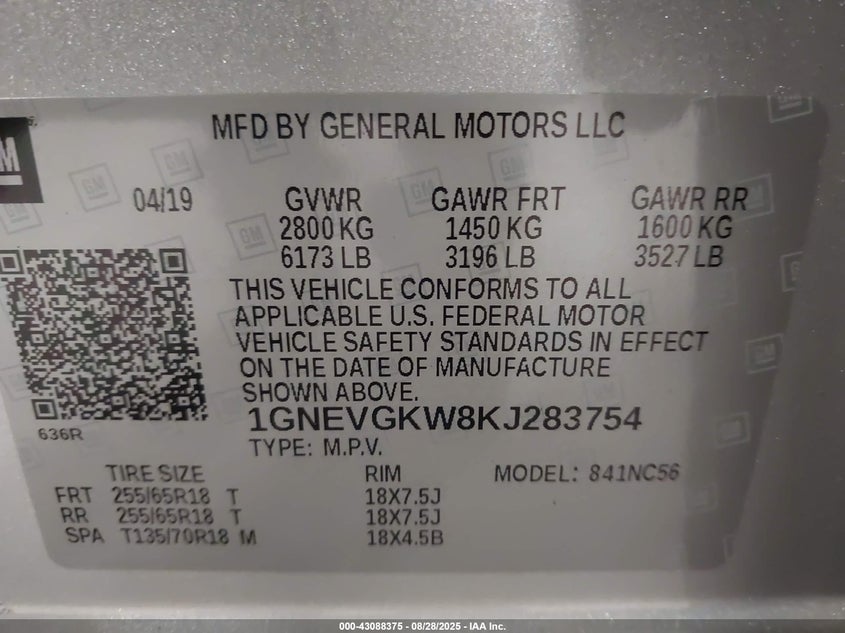 GM
MFD BY GENERAL MOTORS LLC
04/19 GVWR GAWR FRT GAWR RR
2800 KG 1450 KG 1600 KG
6173 LB 3196 LB 3527 LB
THIS VEHICLE CONFORMS TO ALL
APPLICABLE U.S. FEDERAL MOTOR
VEHICLE SAFETY STANDARDS IN EFFECT
ON THE DATE OF MANUFACTURE
SHOWN ABOVE.
1GNEVGKW8KJ283754
636R
TYPE: M.P.V.
TIRE SIZE RIM MODEL: 841NC56
FRT 255/65R18 T 18X7.5J
RR 255/65R18 T 18X7.5J
SPA T135/70R18 M 18X4.5B
000-43088375 - 08/28/2025 - IAA Inc.